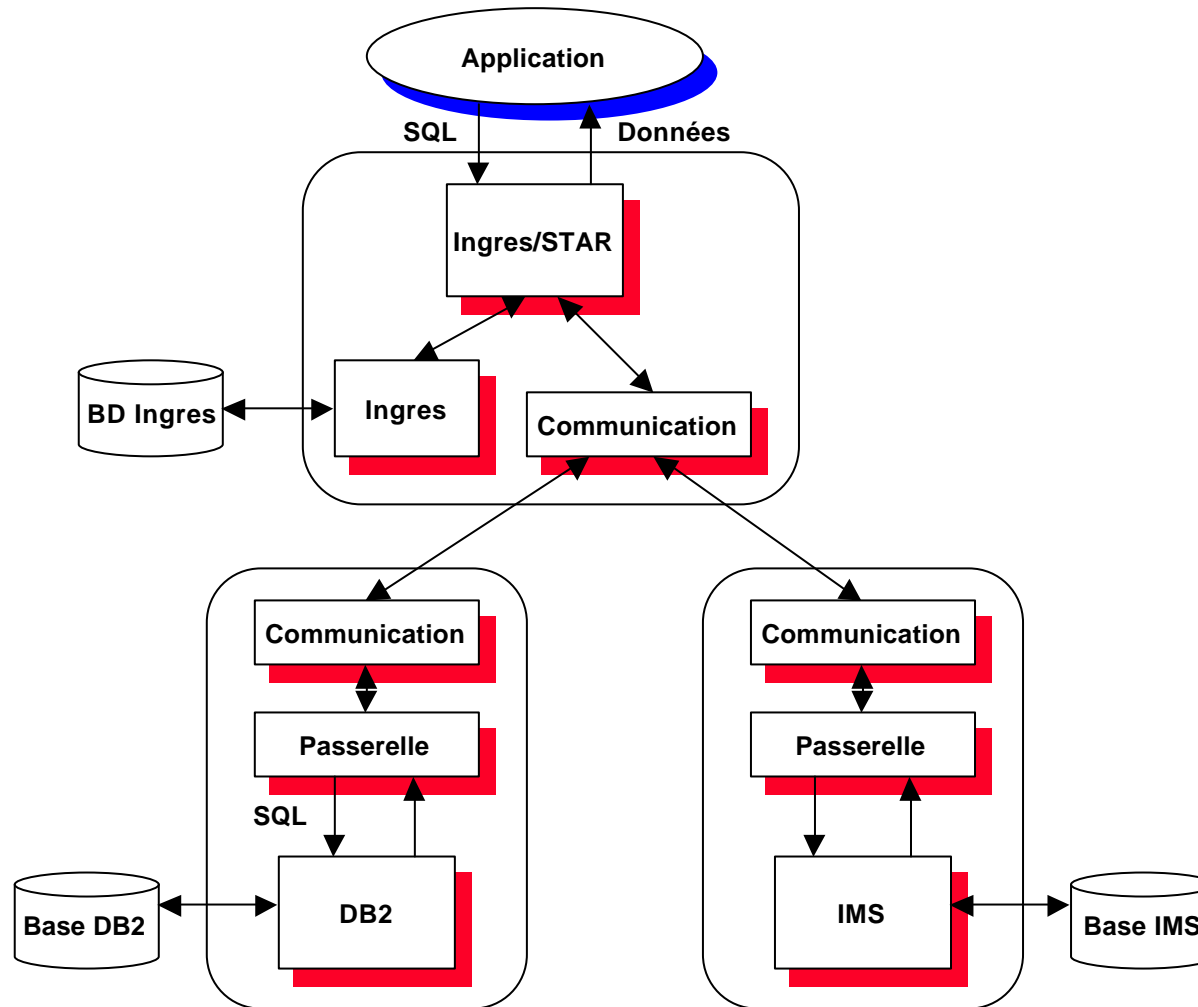 Application
SQL
Données
Ingres/STAR
BD Ingres
Ingres
Communication
Communication
Communication
Passerelle
Passerelle
SQL
Base DB2
DB2
IMS
Base IMS